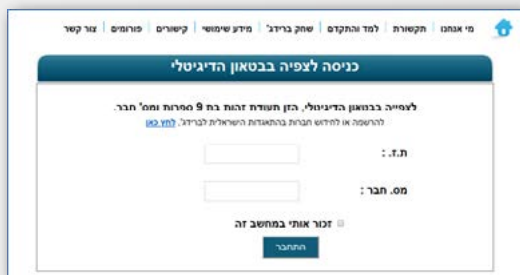 מי אנחנו | תקשורת | למד והתקדם | שחק ברידג' | מידע שימושי | קישורים | פורומים | צור קשר
כניסה לצפיה בבטאון הדיגיטלי
לצפייה בבטאון הדיגיטלי, הזן תעודת זהות בת 9 ספרות ומס' חבר.
להרשמה או לחידוש חברות בהתאגדות הישראלית לברידג', לחץ כאן
ת.ז. :
מס. חבר :
זכור אותי במחשב זה
התחבר